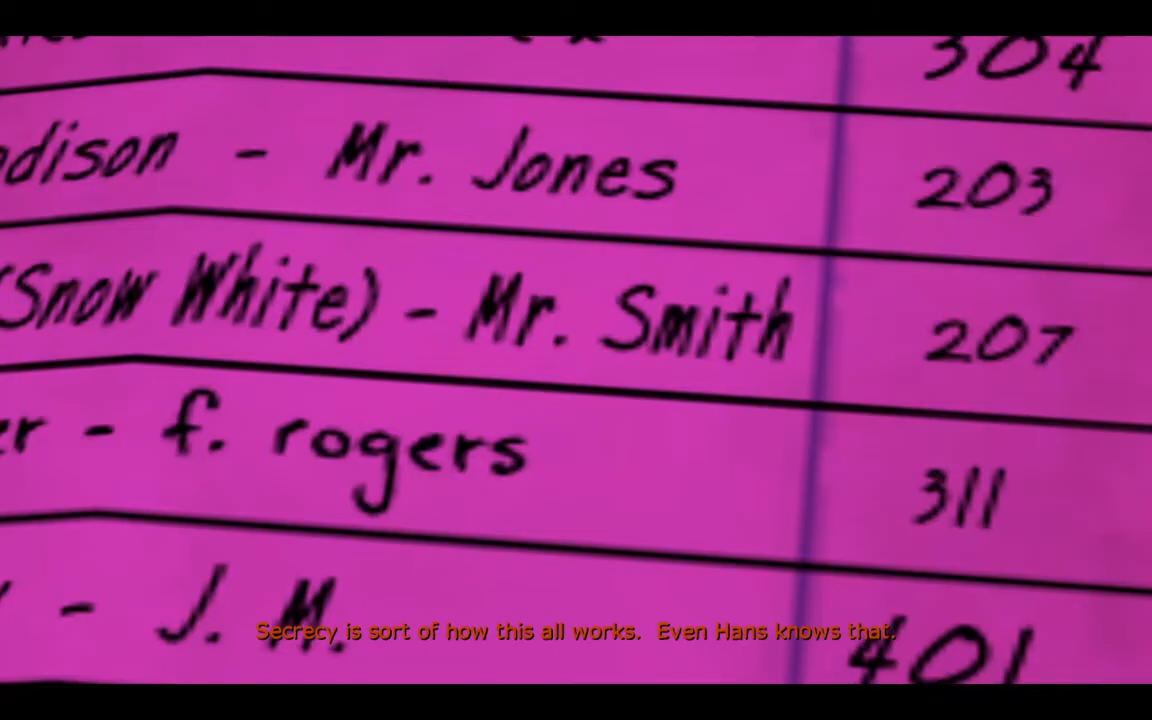 304
- Mr. Jones 203
(Snow White) - Mr. Smith 207
- f. rogers 311
- J. M. 401
Secrecy is sort of how this all works. Even Hans knows that.